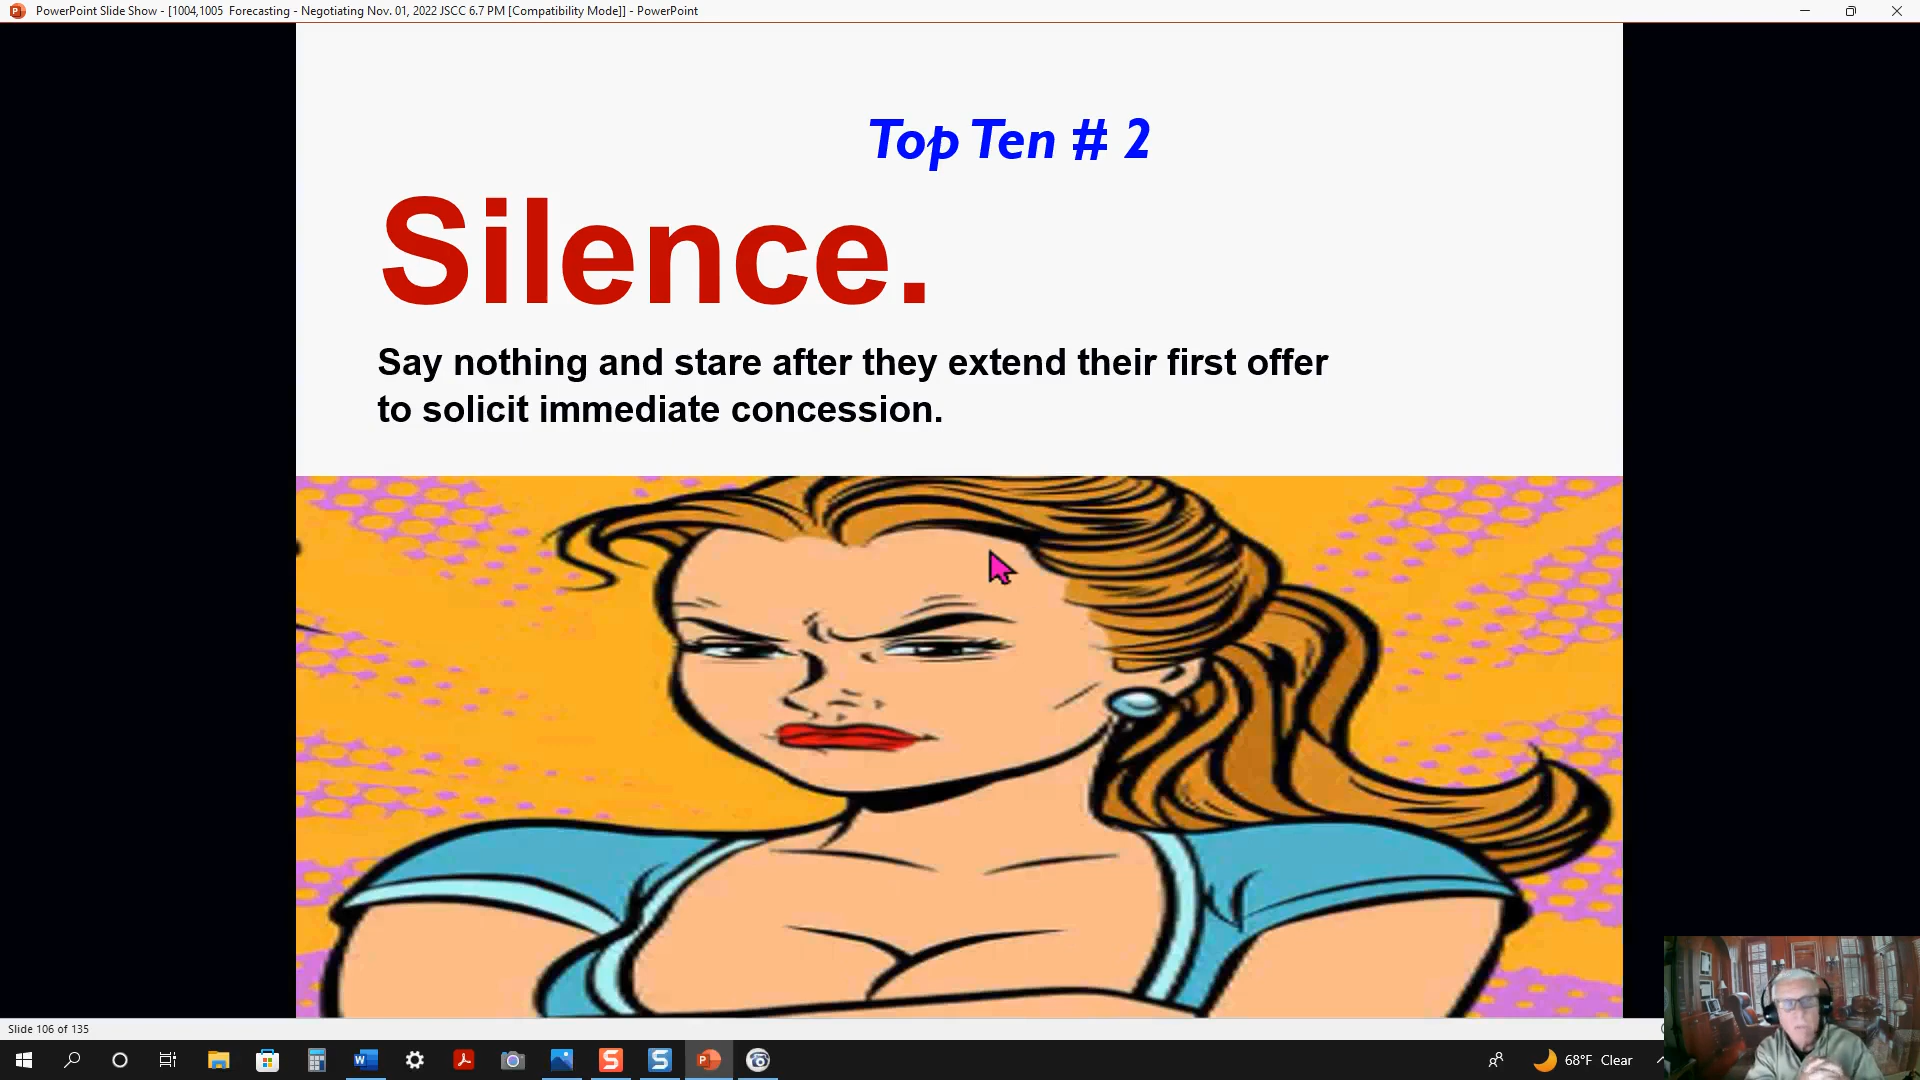 PowerPoint Slide Show - [1004,1005  Forecasting - Negotiating Nov. 01, 2022 JSCC 6.7 PM [Compatibility Mode]] - PowerPoint
Top Ten # 2
Silence.
Say nothing and stare after they extend their first offer
to solicit immediate concession.
Slide 106 of 135
68°F Clear